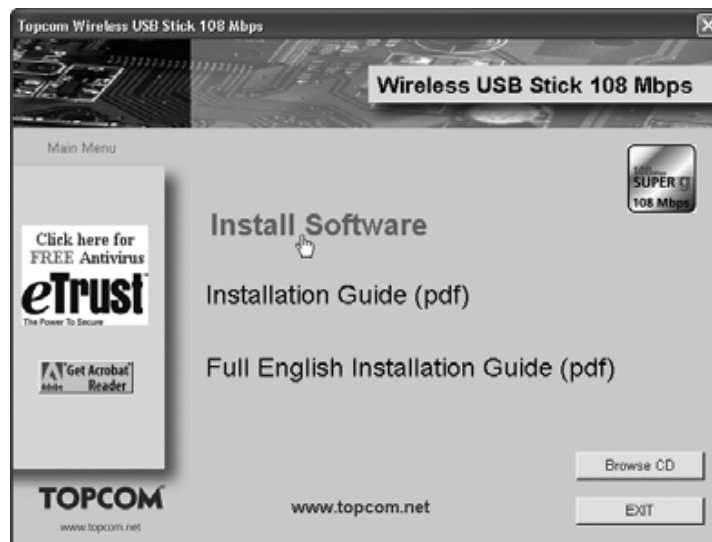 Topcom Wireless USB Stick 108 Mbps
Wireless USB Stick 108 Mbps
Main Menu
SUPER g
108 Mbps
Install Software
Click here for
FREE Antivirus
eTrust
The Power To Secure
Installation Guide (pdf)
Get Acrobat
Reader
Adobe
Full English Installation Guide (pdf)
Browse CD
TOPCOM
www.topcom.net
www.topcom.net
EXIT